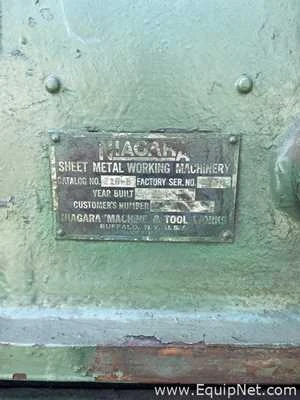 NIAGARA
SHEET METAL WORKING MACHINERY
CATALOG NO. FACTORY SER. NO.
YEAR BUILT
CUSTOMER'S NUMBER
NIAGARA MACHINE & TOOL WORKS
BUFFALO, N.Y. U.S.A.
www.EquipNet.com